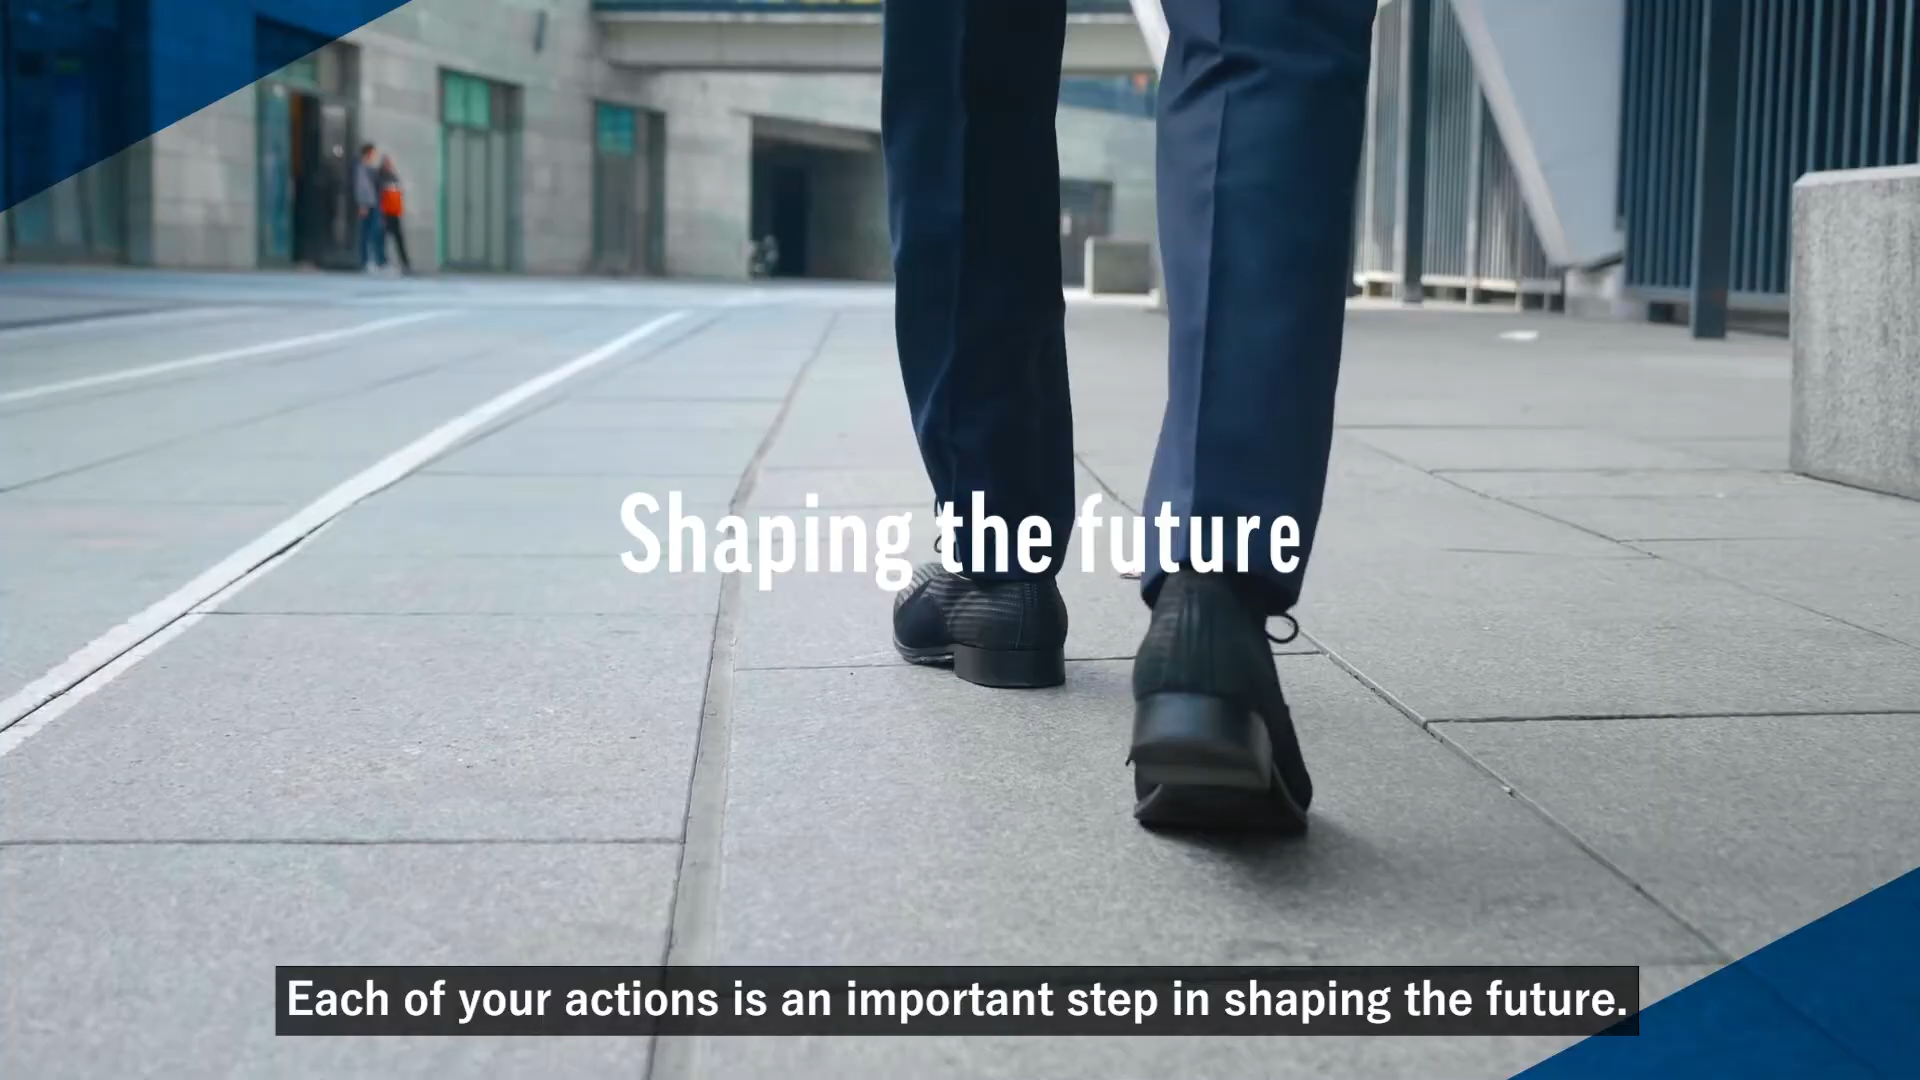 Shaping the future
Each of your actions is an important step in shaping the future.